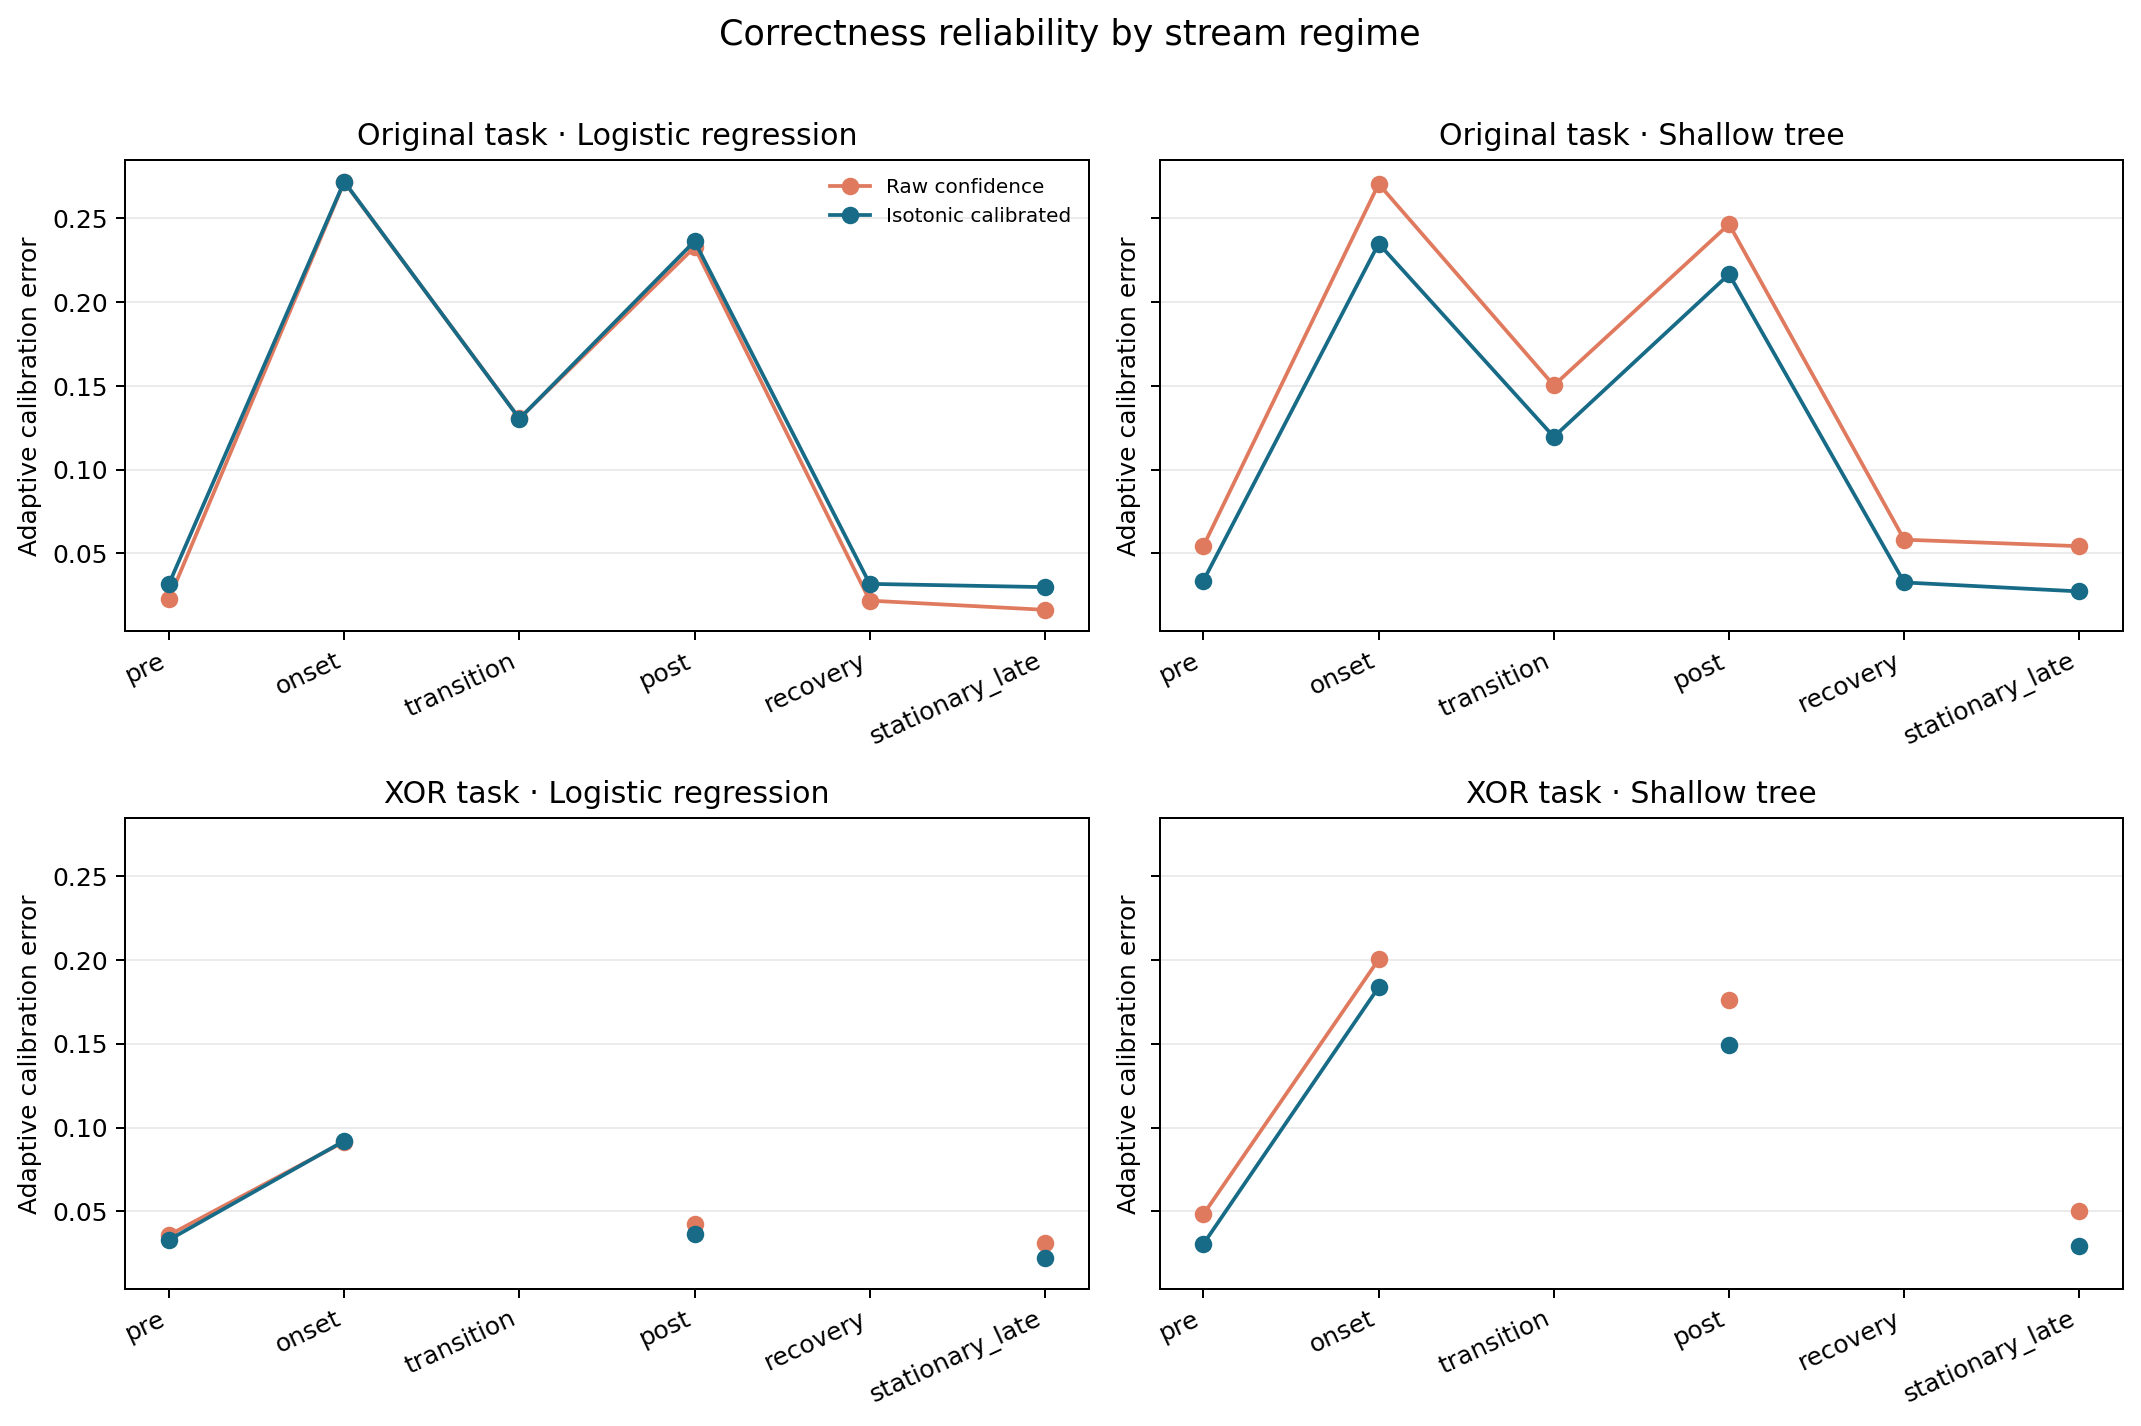 Correctness reliability by stream regime
Original task · Logistic regression
Raw confidence
Isotonic calibrated
Adaptive calibration error
0.25
0.20
0.15
0.10
0.05
pre
onset
transition
post
recovery
stationary_late
Original task · Shallow tree
Adaptive calibration error
pre
onset
transition
post
recovery
stationary_late
XOR task · Logistic regression
Adaptive calibration error
0.25
0.20
0.15
0.10
0.05
pre
onset
transition
post
recovery
stationary_late
XOR task · Shallow tree
Adaptive calibration error
pre
onset
transition
post
recovery
stationary_late